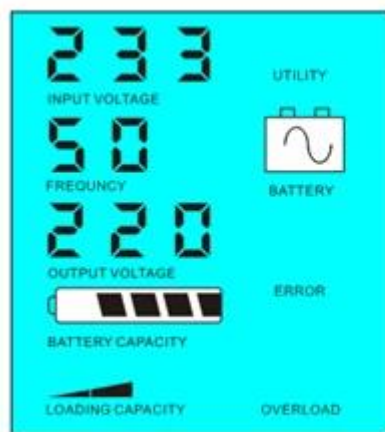 233
UTILITY
INPUT VOLTAGE
50
FREQUNCY
BATTERY
220
OUTPUT VOLTAGE
ERROR
BATTERY CAPACITY
LOADING CAPACITY
OVERLOAD